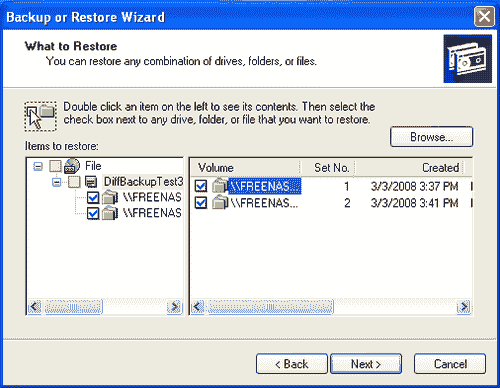 Backup or Restore Wizard
What to Restore
You can restore any combination of drives, folders, or files.
Double click an item on the left to see its contents. Then select the
check box next to any drive, folder, or file that you want to restore.
Browse...
Items to restore:
File
DiffBackupTest3
\\FREENAS
\\FREENAS
Volume Set No. Created
\\FREENAS... 1 3/3/2008 3:37 PM
\\FREENAS... 2 3/3/2008 3:41 PM
< Back Next > Cancel